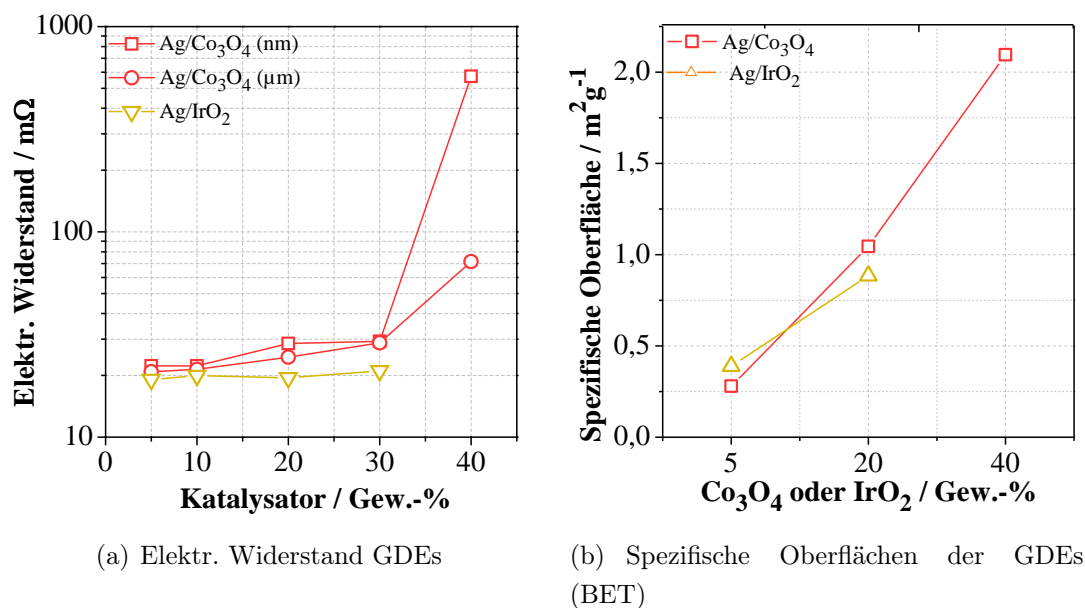 1000
100
10
Elektr. Widerstand / mΩ
Ag/Co₃O₄ (nm)
Ag/Co₃O₄ (µm)
Ag/IrO₂
0 10 20 30 40
Katalysator / Gew.-%
(a) Elektr. Widerstand GDEs
2,0
1,5
1,0
0,5
0,0
Spezifische Oberfläche / m²g⁻¹
Ag/Co₃O₄
Ag/IrO₂
5 20 40
Co₃O₄ oder IrO₂ / Gew.-%
(b) Spezifische Oberflächen der GDEs
(BET)